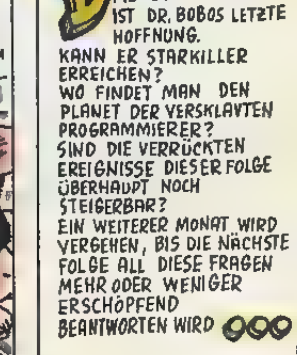 IST DR. BOBOS LETZTE
HOFFNUNG.
KANN ER STARKILLER
ERREICHEN?
WO FINDET MAN DEN
PLANET DER VERSKLAVTEN
PROGRAMMIERER?
SIND DIE VERRÜCKTEN
EREIGNISSE DIESER FOLGE
ÜBERHAUPT NOCH
STEIGERBAR?
EIN WEITERER MONAT WIRD
VERGEHEN, BIS DIE NÄCHSTE
FOLGE ALL DIESE FRAGEN
MEHR ODER WENIGER
ERSCHÖPFEND
BEANTWORTEN WIRD